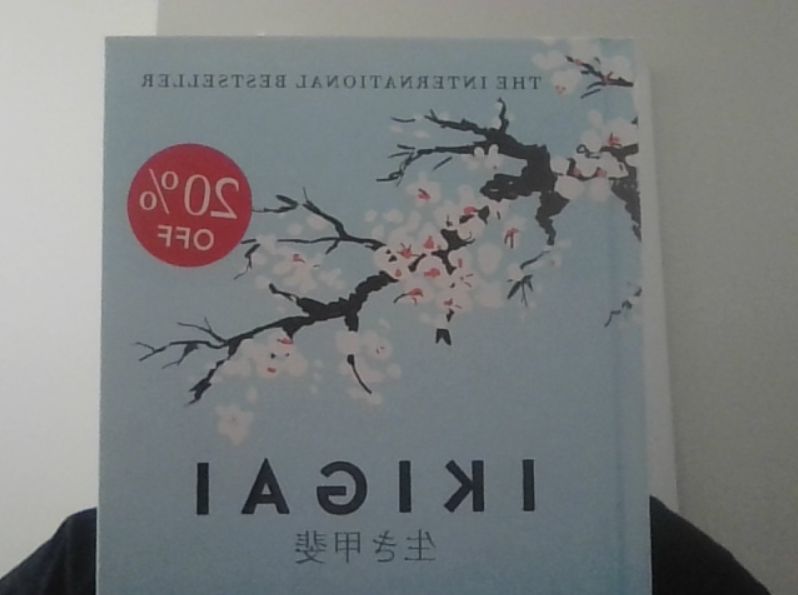 THE INTERNATIONAL BESTSELLER
20%
OFF
IKIGAI
生き甲斐